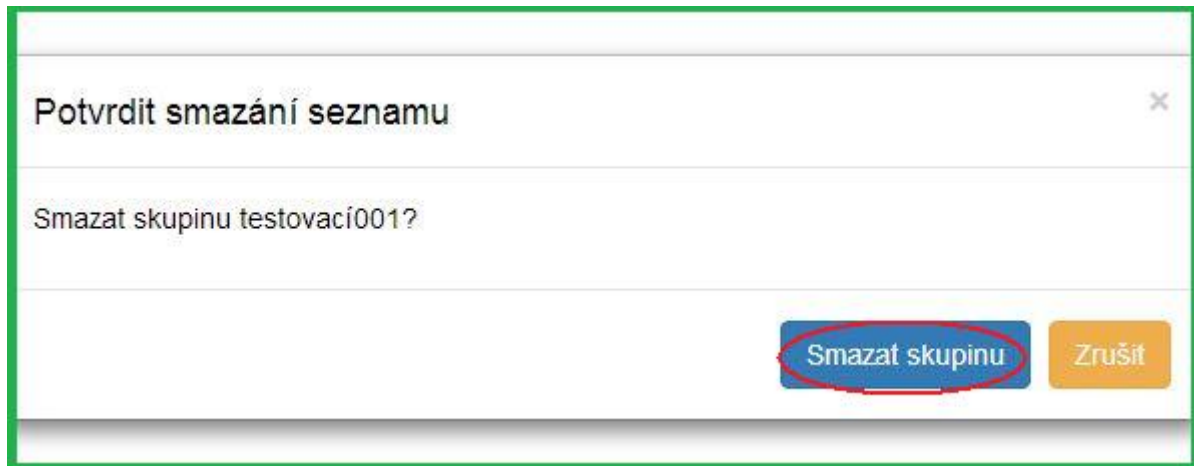 Potvrdit smazání seznamu
×
Smazat skupinu testovací001?
Smazat skupinu
Zrušit